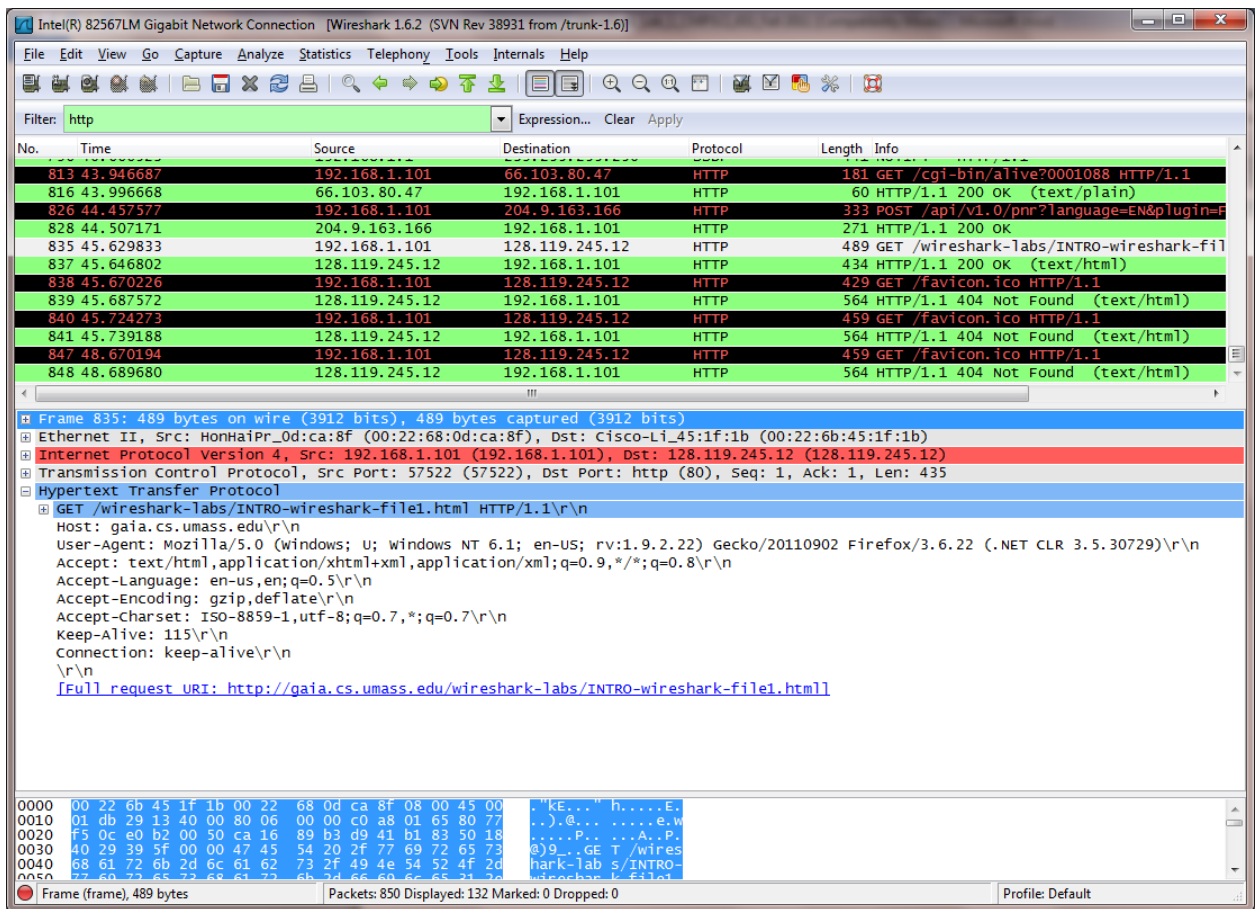 Intel(R) 82567LM Gigabit Network Connection [Wireshark 1.6.2 (SVN Rev 38931 from /trunk-1.6)]
File Edit View Go Capture Analyze Statistics Telephony Tools Internals Help
Filter: http Expression... Clear Apply
No. Time Source Destination Protocol Length Info
813 43.946687 192.168.1.101 66.103.80.47 HTTP 181 GET /cgi-bin/alive?0001088 HTTP/1.1
816 43.996668 66.103.80.47 192.168.1.101 HTTP 60 HTTP/1.1 200 OK (text/plain)
826 44.457577 192.168.1.101 204.9.163.166 HTTP 333 POST /api/v1.0/pnr?language=EN&plugin=F
828 44.507171 204.9.163.166 192.168.1.101 HTTP 271 HTTP/1.1 200 OK
835 45.629833 192.168.1.101 128.119.245.12 HTTP 489 GET /wireshark-labs/INTRO-wireshark-fil
837 45.646802 128.119.245.12 192.168.1.101 HTTP 434 HTTP/1.1 200 OK (text/html)
838 45.670226 192.168.1.101 128.119.245.12 HTTP 429 GET /favicon.ico HTTP/1.1
839 45.687572 128.119.245.12 192.168.1.101 HTTP 564 HTTP/1.1 404 Not Found (text/html)
840 45.724273 192.168.1.101 128.119.245.12 HTTP 459 GET /favicon.ico HTTP/1.1
841 45.739188 128.119.245.12 192.168.1.101 HTTP 564 HTTP/1.1 404 Not Found (text/html)
847 48.670194 192.168.1.101 128.119.245.12 HTTP 459 GET /favicon.ico HTTP/1.1
848 48.689680 128.119.245.12 192.168.1.101 HTTP 564 HTTP/1.1 404 Not Found (text/html)
Frame 835: 489 bytes on wire (3912 bits), 489 bytes captured (3912 bits)
Ethernet II, Src: HonHaiPr_0d:ca:8f (00:22:68:0d:ca:8f), Dst: Cisco-Li_45:1f:1b (00:22:6b:45:1f:1b)
Internet Protocol Version 4, Src: 192.168.1.101 (192.168.1.101), Dst: 128.119.245.12 (128.119.245.12)
Transmission Control Protocol, Src Port: 57522 (57522), Dst Port: http (80), Seq: 1, Ack: 1, Len: 435
Hypertext Transfer Protocol
GET /wireshark-labs/INTRO-wireshark-file1.html HTTP/1.1\r\n
Host: gaia.cs.umass.edu\r\n
User-Agent: Mozilla/5.0 (Windows; U; Windows NT 6.1; en-US; rv:1.9.2.22) Gecko/20110902 Firefox/3.6.22 (.NET CLR 3.5.30729)\r\n
Accept: text/html,application/xhtml+xml,application/xml;q=0.9,*/*;q=0.8\r\n
Accept-Language: en-us,en;q=0.5\r\n
Accept-Encoding: gzip,deflate\r\n
Accept-Charset: ISO-8859-1,utf-8;q=0.7,*;q=0.7\r\n
Keep-Alive: 115\r\n
Connection: keep-alive\r\n
\r\n
[Full request URI: http://gaia.cs.umass.edu/wireshark-labs/INTRO-wireshark-file1.html]
0000 00 22 6b 45 1f 1b 00 22 68 0d ca 8f 08 00 45 00 ."kE..." h.....E.
0010 01 db 29 13 40 00 80 06 00 00 c0 a8 01 65 80 77 ..).@... .....e.w
0020 f5 0c e0 b2 00 50 ca 16 89 b3 d9 41 b1 83 50 18 .....P.. ...A..P.
0030 40 29 39 5f 00 00 47 45 54 20 2f 77 69 72 65 73 @)9_..GE T /wires
0040 68 61 72 6b 2d 6c 61 62 73 2f 49 4e 54 52 4f 2d hark-lab s/INTRO-
0050 77 69 72 65 73 68 61 72 6b 2d 66 69 6c 65 31 2e wireshar k-file1.
Frame (frame), 489 bytes Packets: 850 Displayed: 132 Marked: 0 Dropped: 0 Profile: Default